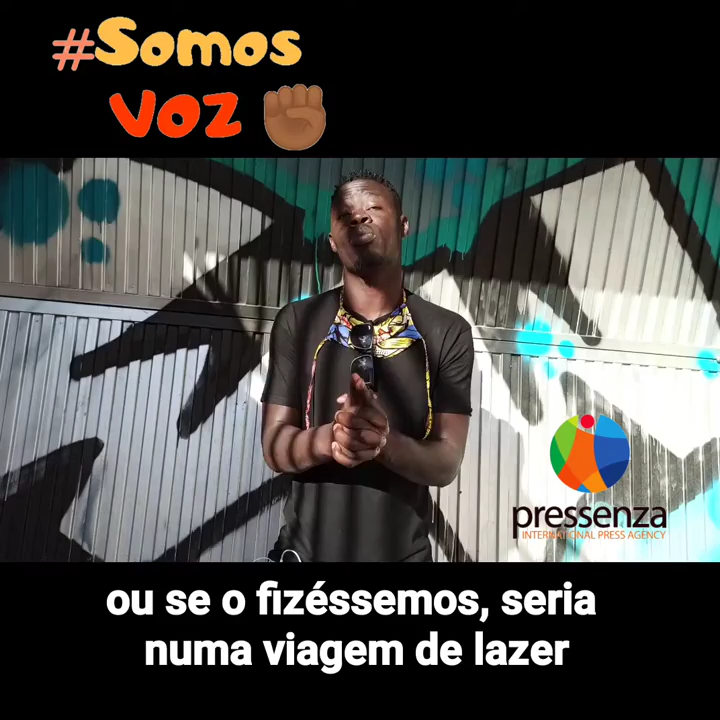 #Somos
voz
pressenza
INTERNATIONAL PRESS AGENCY
ou se o fizéssemos, seria
numa viagem de lazer